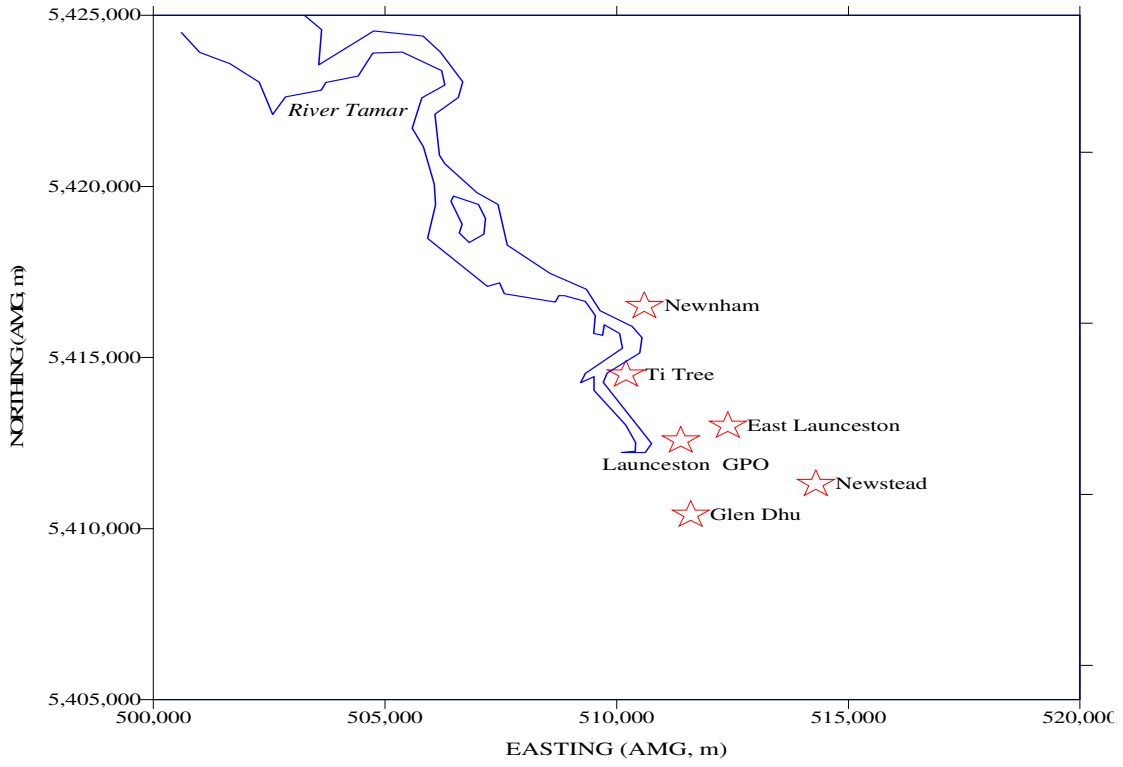 5,425,000
River Tamar
5,420,000
NORTHING (AMG, m)
Newnham
5,415,000
Ti Tree
East Launceston
Launceston GPO
Newstead
Glen Dhu
5,410,000
5,405,000
500,000 505,000 510,000 515,000 520,000
EASTING (AMG, m)